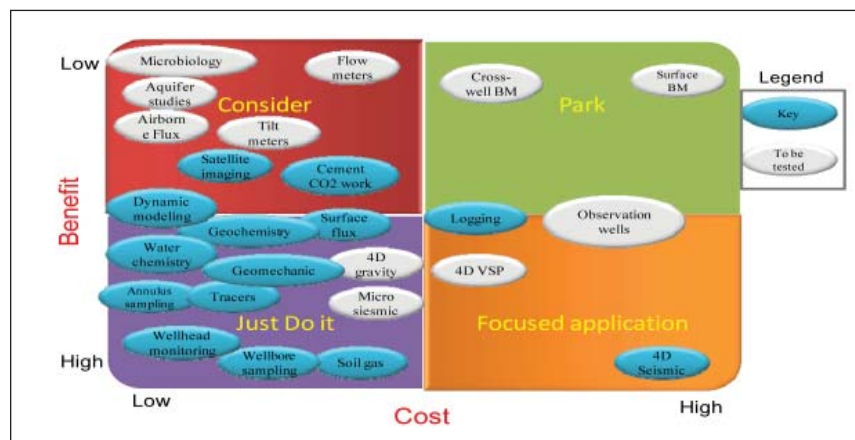 Low
Microbiology
Flow
meters
Cross-
well BM
Surface
BM
Legend
Aquifer
studies
Consider
Park
Key
Airborn
e Flux
Tilt
meters
To be
tested
Satellite
imaging
Cement
CO2 work
Benefit
Dynamic
modeling
Geochemistry
Surface
flux
Logging
Observation
wells
Water
chemistry
Geomechanic
4D
gravity
4D VSP
Annulus
sampling
Tracers
Micro
siesmic
Just Do it
Focused application
Wellhead
monitoring
Wellbore
sampling
Soil gas
4D
Seismic
High
Low
Cost
High